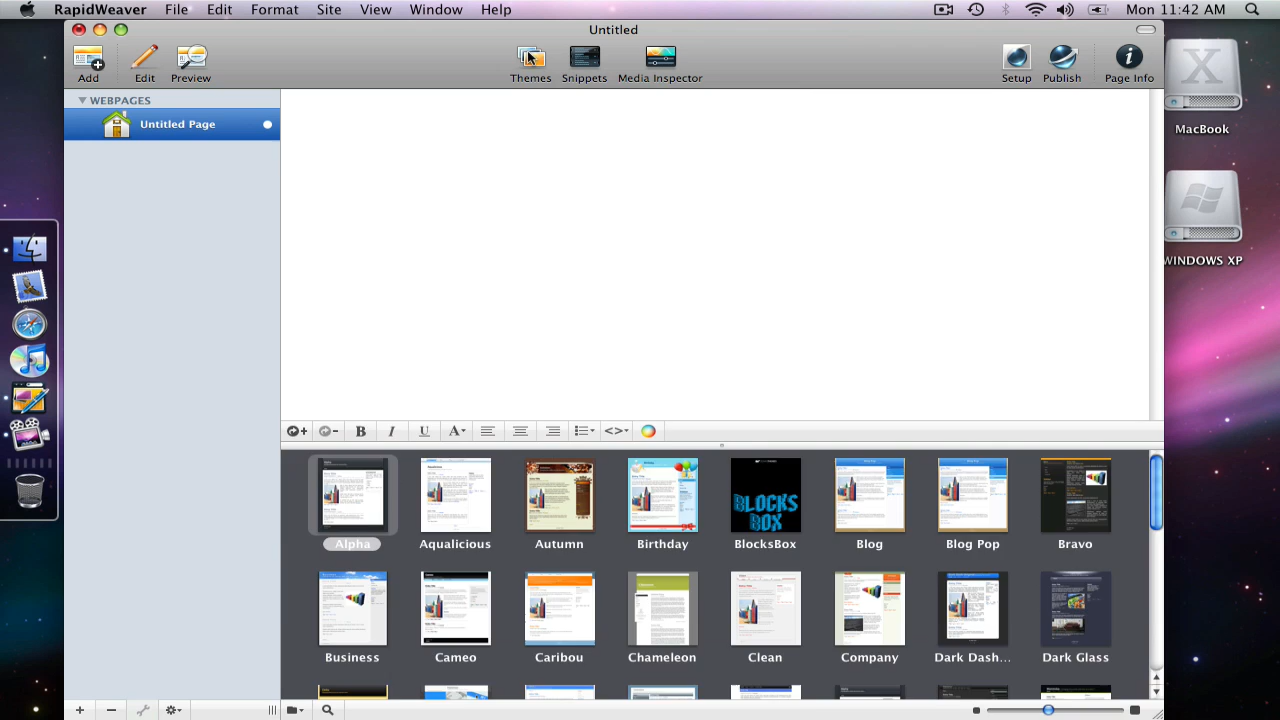 RapidWeaver File Edit Format Site View Window Help Mon 11:42 AM
Untitled
Add Edit Preview Themes Snippets Media Inspector Setup Publish Page Info
WEBPAGES
Untitled Page
MacBook
WINDOWS XP
B I U A <>
Alpha Aqualicious Autumn Birthday BlocksBox Blog Blog Pop Bravo
BLOCKS
BOX
Business Cameo Caribou Chameleon Clean Company Dark Dash... Dark Glass